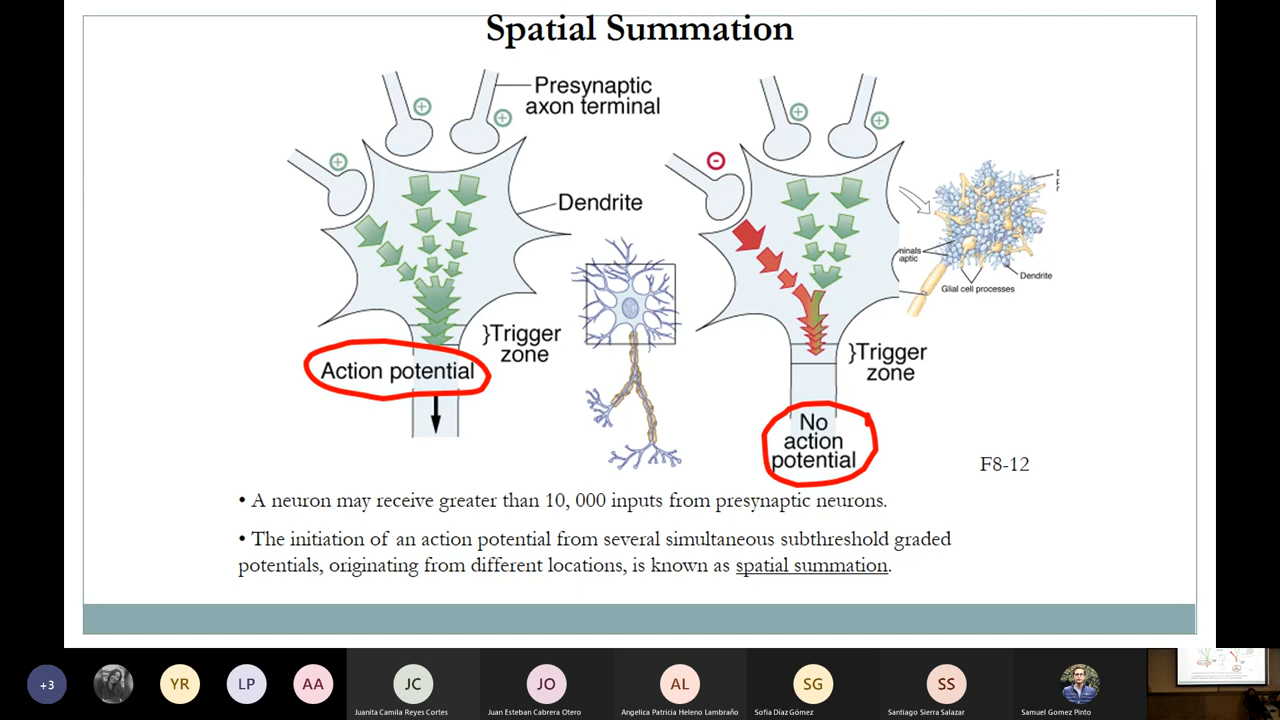 Spatial Summation
Presynaptic
axon terminal
Dendrite
}Trigger
zone
Action potential
}Trigger
zone
No
action
potential
Glial cell processes
Dendrite
F8-12
• A neuron may receive greater than 10, 000 inputs from presynaptic neurons.
• The initiation of an action potential from several simultaneous subthreshold graded
potentials, originating from different locations, is known as spatial summation.
+3
YR
LP
AA
JC
JO
AL
SG
SS
Juanita Camila Reyes Cortes
Juan Esteban Cabrera Otero
Angelica Patricia Heleno Lambraño
Sofía Díaz Gómez
Santiago Sierra Salazar
Samuel Gomez Pinto